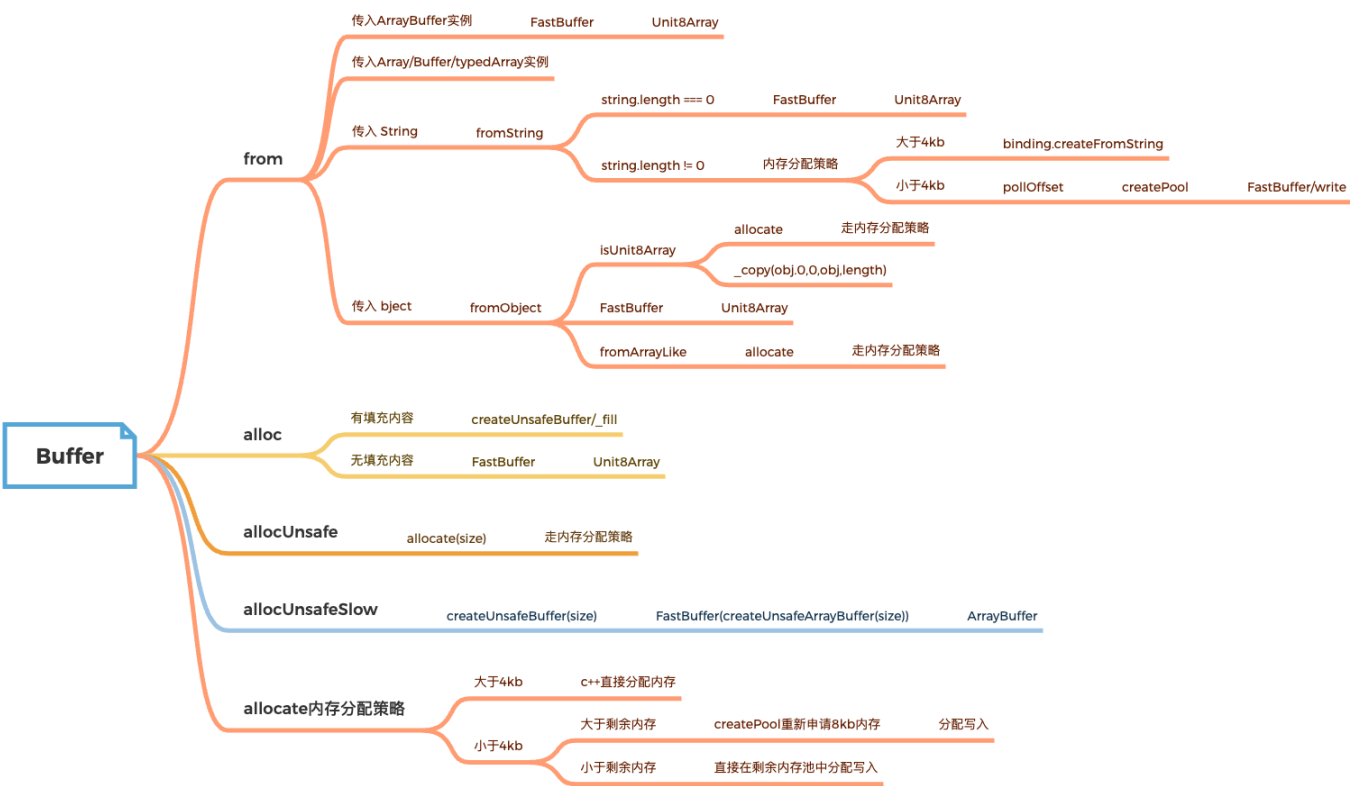 Buffer
from
传入ArrayBuffer实例 FastBuffer Unit8Array
传入Array/Buffer/typedArray实例
传入 String fromString
string.length === 0 FastBuffer Unit8Array
string.length != 0 内存分配策略
大于4kb binding.createFromString
小于4kb pollOffset createPool FastBuffer/write
传入 bject fromObject
isUnit8Array
allocate 走内存分配策略
_copy(obj.0,0,obj,length)
FastBuffer Unit8Array
fromArrayLike allocate 走内存分配策略
alloc
有填充内容 createUnsafeBuffer/_fill
无填充内容 FastBuffer Unit8Array
allocUnsafe allocate(size) 走内存分配策略
allocUnsafeSlow createUnsafeBuffer(size) FastBuffer(createUnsafeArrayBuffer(size)) ArrayBuffer
allocate内存分配策略
大于4kb c++直接分配内存
小于4kb
大于剩余内存 createPool重新申请8kb内存 分配写入
小于剩余内存 直接在剩余内存池中分配写入